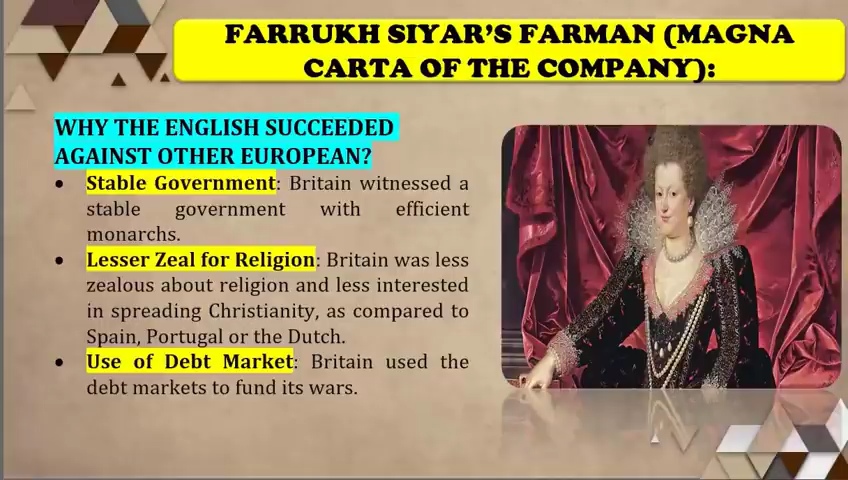 FARRUKH SIYAR'S FARMAN (MAGNA
CARTA OF THE COMPANY):
WHY THE ENGLISH SUCCEEDED
AGAINST OTHER EUROPEAN?
• Stable Government: Britain witnessed a
stable government with efficient
monarchs.
• Lesser Zeal for Religion: Britain was less
zealous about religion and less interested
in spreading Christianity, as compared to
Spain, Portugal or the Dutch.
• Use of Debt Market: Britain used the
debt markets to fund its wars.